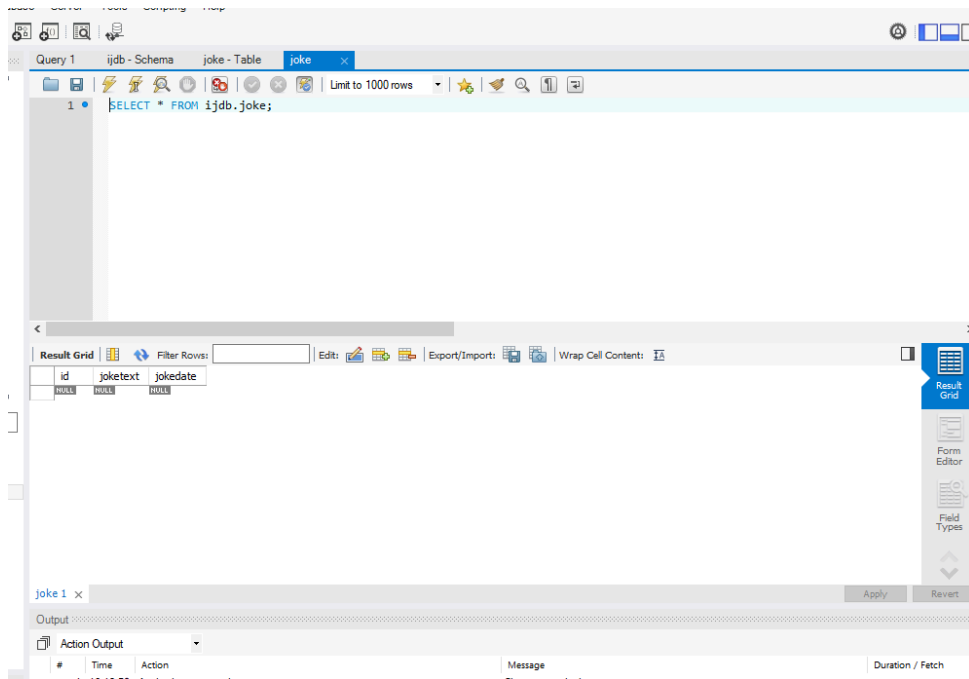 Query 1 ijdb - Schema joke - Table joke
Limit to 1000 rows
1 SELECT * FROM ijdb.joke;
Result Grid Filter Rows: Edit: Export/Import: Wrap Cell Content:
id joketext jokedate
NULL NULL NULL
Result
Grid
Form
Editor
Field
Types
joke 1 Apply Revert
Output
Action Output
# Time Action Message Duration / Fetch